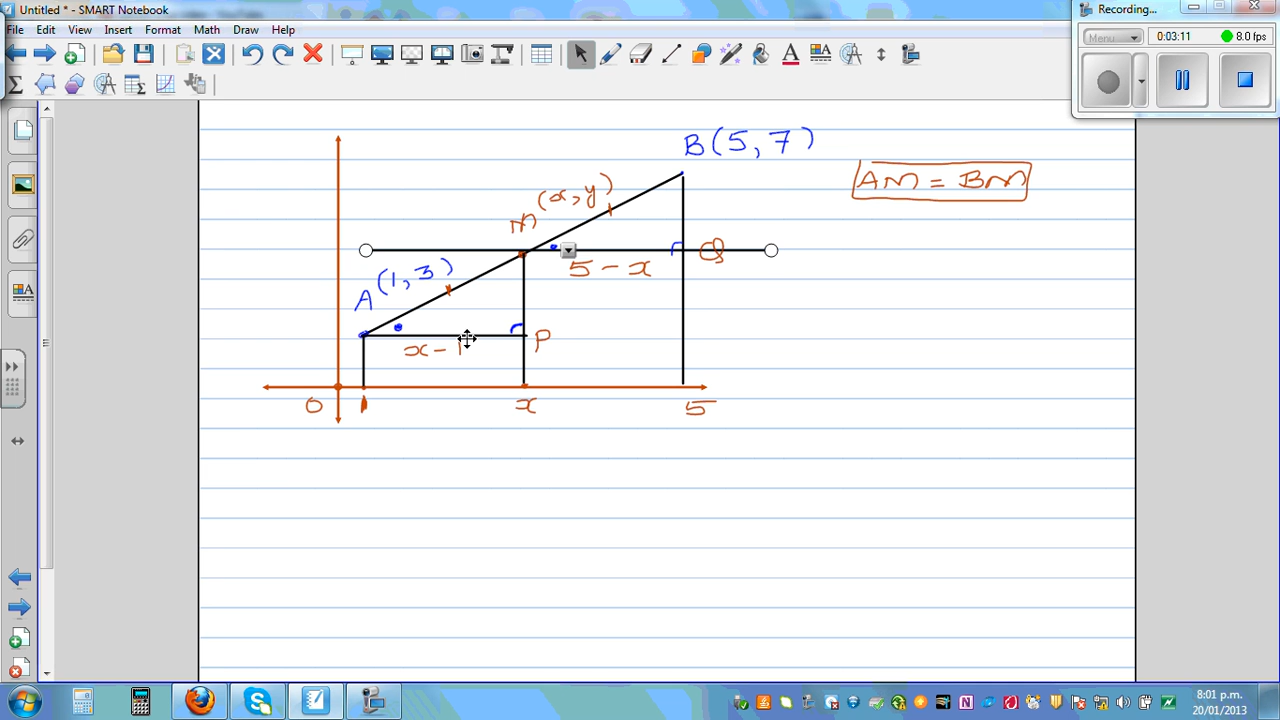 Untitled * - SMART Notebook
Recording...
File Edit View Insert Format Math Draw Help
Menu
0:03:11
8.0 fps
B(5, 7)
AM = BM
M(x, y)
Q
5 - x
A(1, 3)
P
x - 1
0 1 x 5
8:01 p.m.
20/01/2013